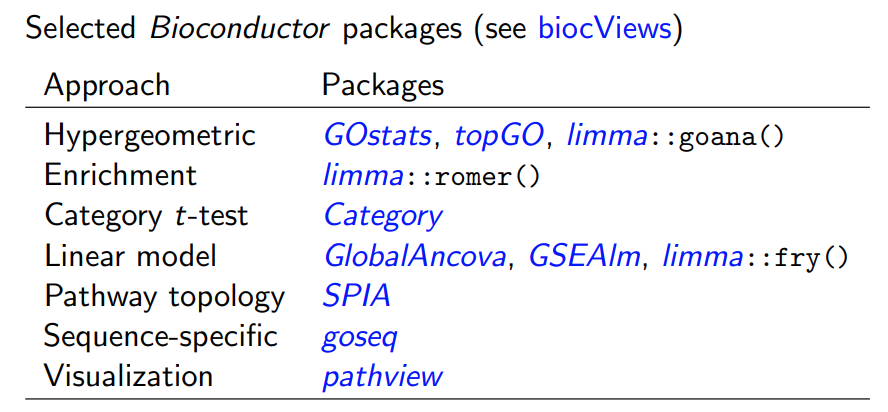 Selected Bioconductor packages (see biocViews)
Approach Packages
Hypergeometric GOstats, topGO, limma::goana()
Enrichment limma::romer()
Category t-test Category
Linear model GlobalAncova, GSEAlm, limma::fry()
Pathway topology SPIA
Sequence-specific goseq
Visualization pathview